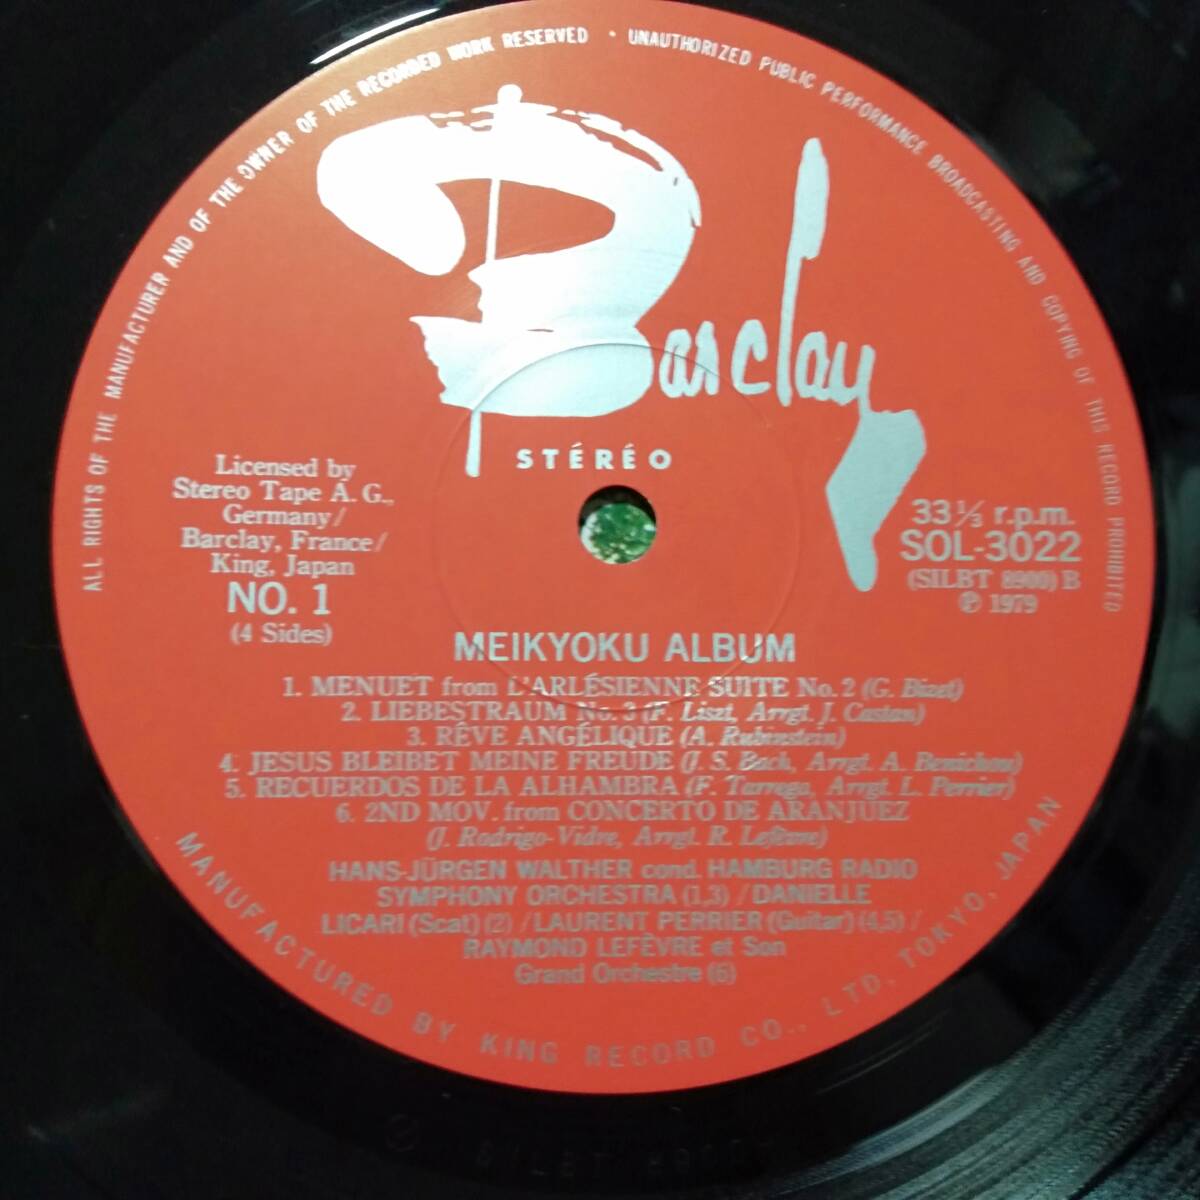 ALL RIGHTS OF THE MANUFACTURER AND OF THE OWNER OF THE RECORDED WORK RESERVED • UNAUTHORIZED PUBLIC PERFORMANCE BROADCASTING AND COPYING OF THIS RECORD PROHIBITED
Barclay
STÉRÉO
Licensed by
Stereo Tape A.G.,
Germany/
Barclay, France/
King, Japan
NO. 1
(4 Sides)
33 ⅓ r.p.m.
SOL-3022
(SILBT 8900) B
Ⓟ 1979
MEIKYOKU ALBUM
1. MENUET from L'ARLÉSIENNE SUITE No. 2 (G. Bizet)
2. LIEBESTRAUM No. 3 (F. Liszt, Arrgt. J. Castan)
3. RÊVE ANGÉLIQUE (A. Rubinstein)
4. JESUS BLEIBET MEINE FREUDE (J. S. Bach, Arrgt. A. Benichou)
5. RECUERDOS DE LA ALHAMBRA (F. Tarrega, Arrgt. L. Perrier)
6. 2ND MOV. from CONCERTO DE ARANJUEZ
(J. Rodrigo-Vidre, Arrgt. R. Lefèvre)
HANS-JÜRGEN WALTHER cond. HAMBURG RADIO
SYMPHONY ORCHESTRA (1,3) / DANIELLE
LICARI (Scat) (2) / LAURENT PERRIER (Guitar) (4,5) /
RAYMOND LEFÈVRE et Son
Grand Orchestre (6)
MANUFACTURED BY KING RECORD CO., LTD, TOKYO, JAPAN